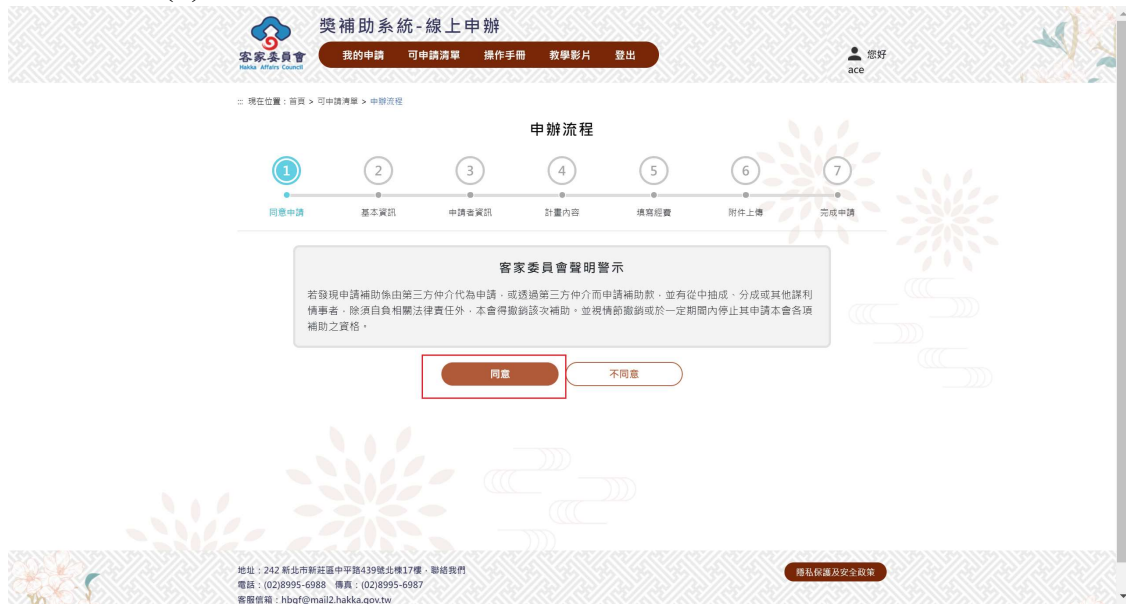 獎補助系統-線上申辦
客家委員會
Hakka Affairs Council
我的申請 可申請清單 操作手冊 教學影片 登出
您好
ace
::: 現在位置：首頁 > 可申請清單 > 申辦流程
申辦流程
1 2 3 4 5 6 7
同意申請 基本資訊 申請者資訊 計畫內容 填寫經費 附件上傳 完成申請
客家委員會聲明警示
若發現申請補助係由第三方仲介代為申請，或透過第三方仲介而申請補助款，並有從中抽成、分成或其他謀利
情事者，除須自負相關法律責任外，本會得撤銷該次補助。並視情節撤銷或於一定期間內停止其申請本會各項
補助之資格。
同意 不同意
地址：242 新北市新莊區中平路439號北棟17樓．聯絡我們
電話：(02)8995-6988 傳真：(02)8995-6987
客服信箱：hbgf@mail2.hakka.gov.tw
隱私保護及安全政策